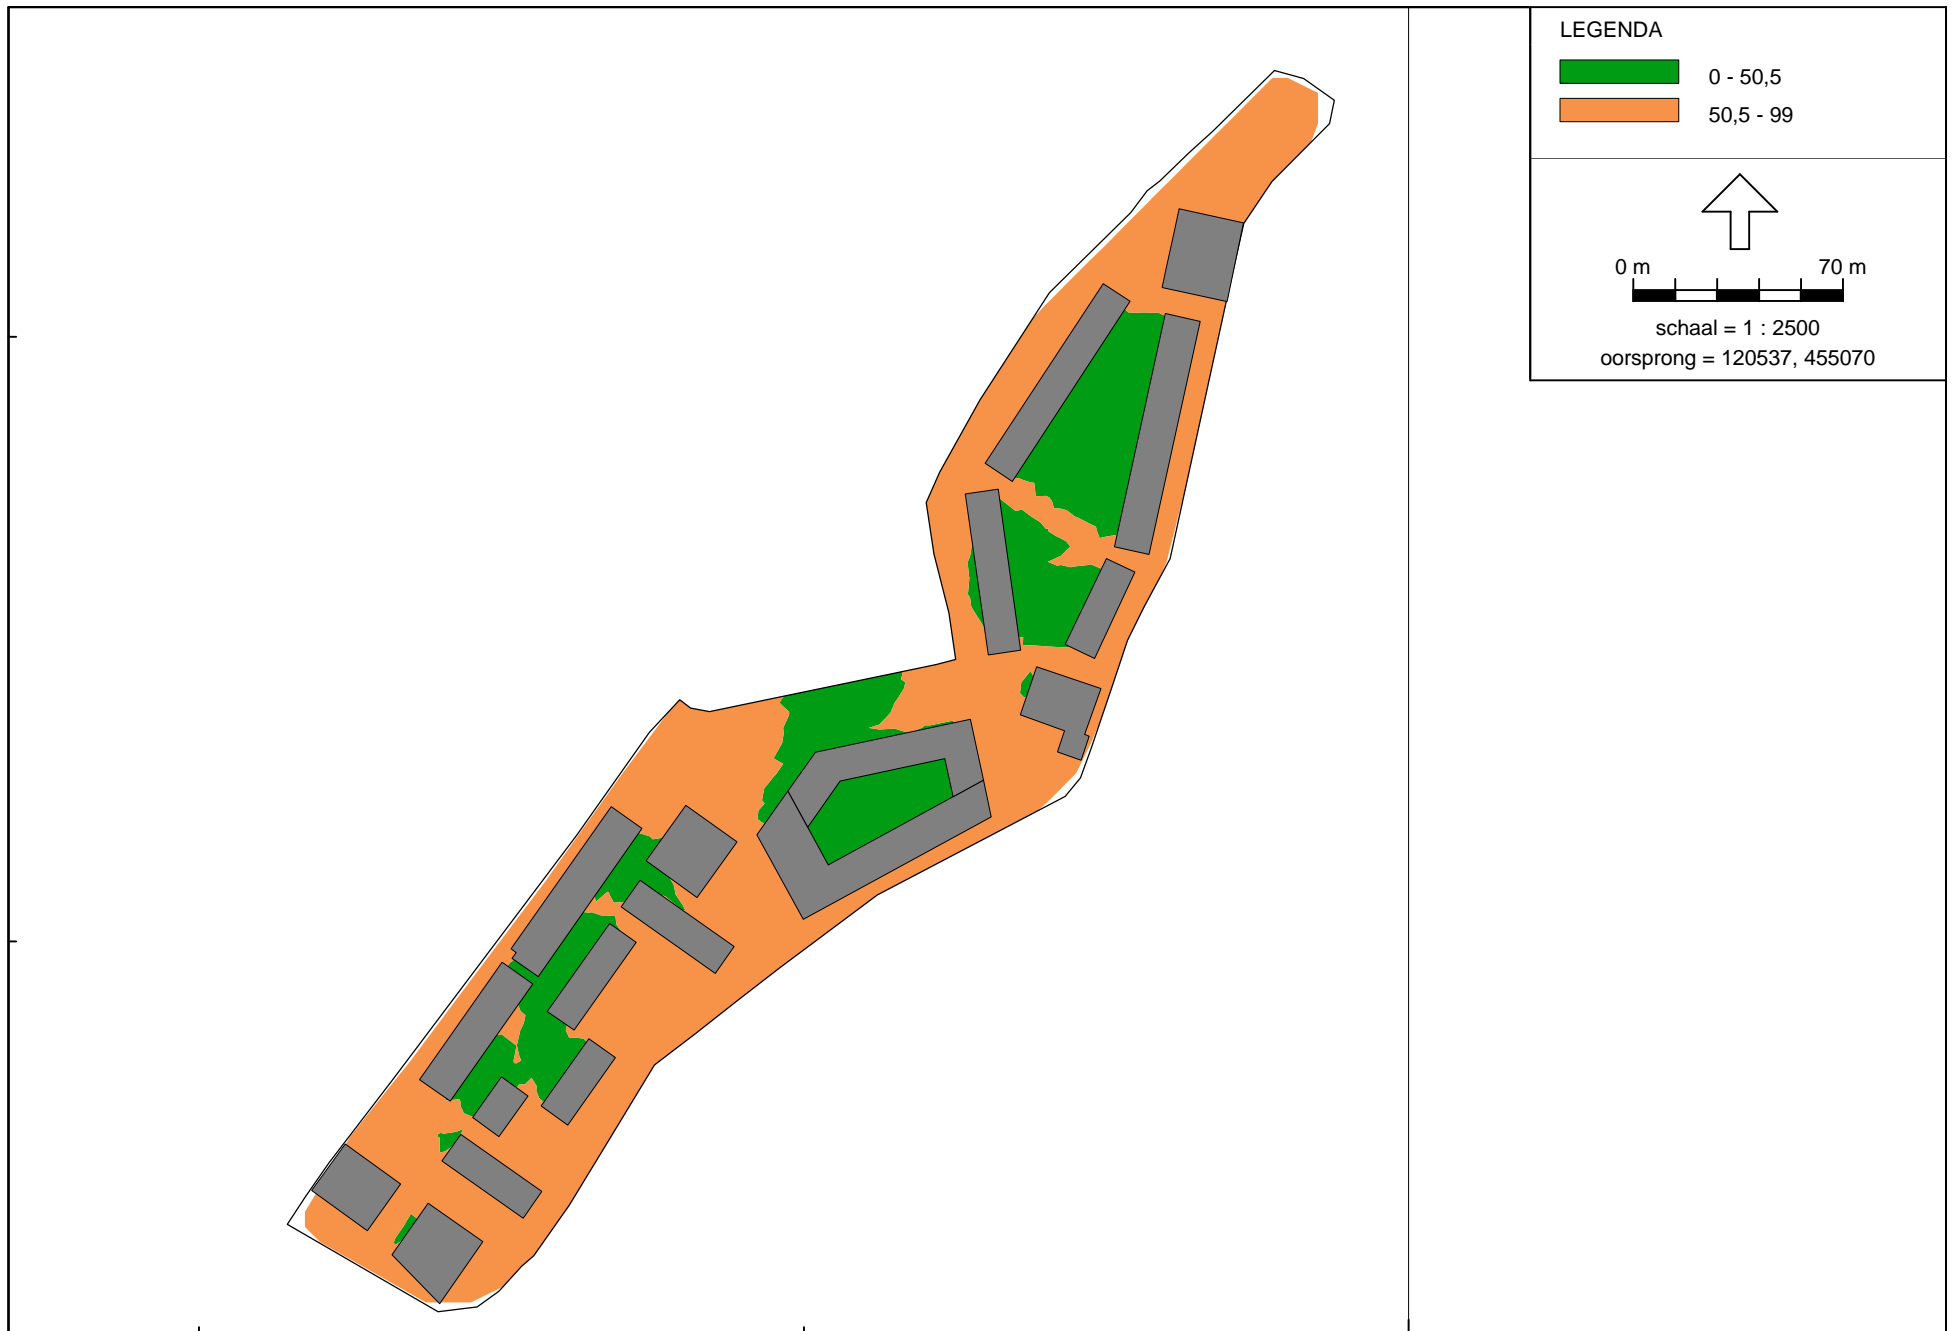 LEGENDA
0 - 50,5
50,5 - 99
0 m 70 m
schaal = 1 : 2500
oorsprong = 120537, 455070